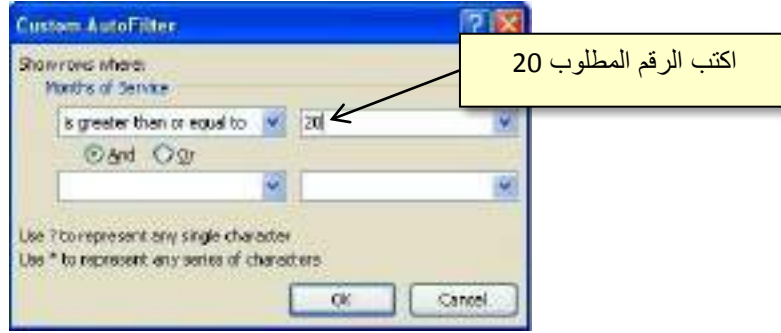 Custom AutoFilter
اكتب الرقم المطلوب 20
Show rows where:
Months of Service
is greater than or equal to 20
And Or
Use ? to represent any single character
Use * to represent any series of characters
OK Cancel